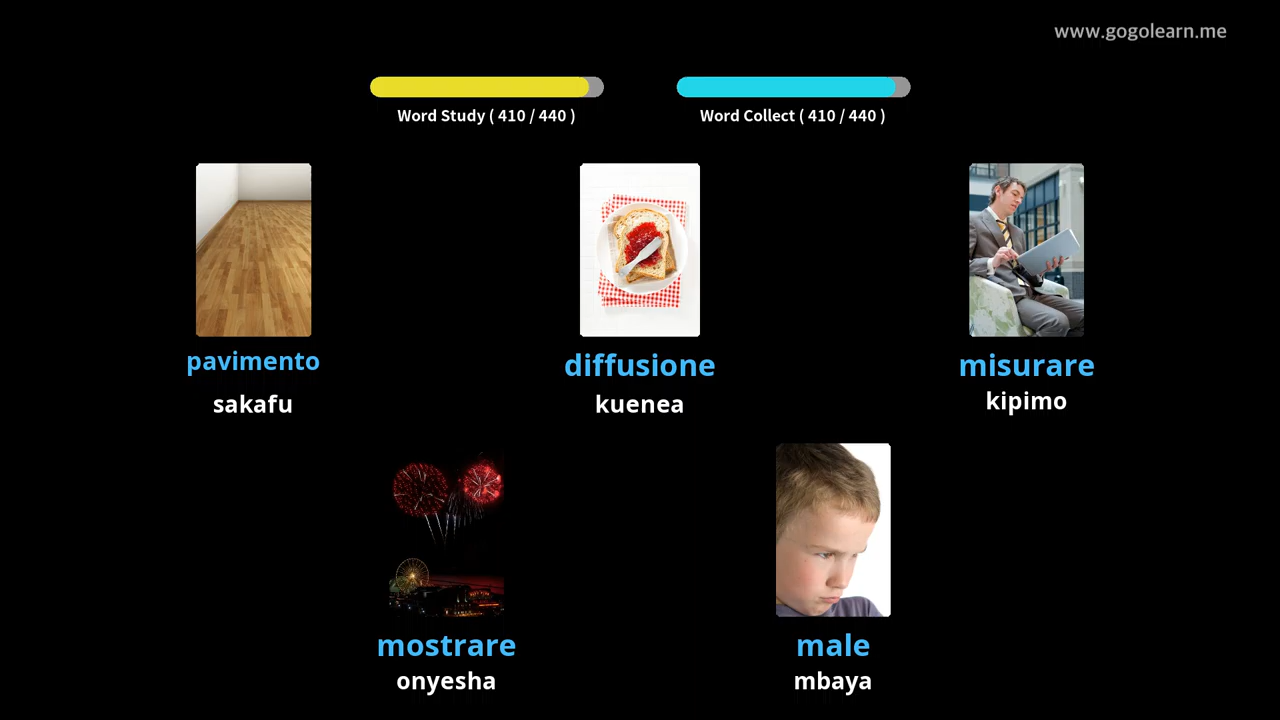 www.gogolearn.me
Word Study ( 410 / 440 )
Word Collect ( 410 / 440 )
pavimento
sakafu
diffusione
kuenea
misurare
kipimo
mostrare
onyesha
male
mbaya